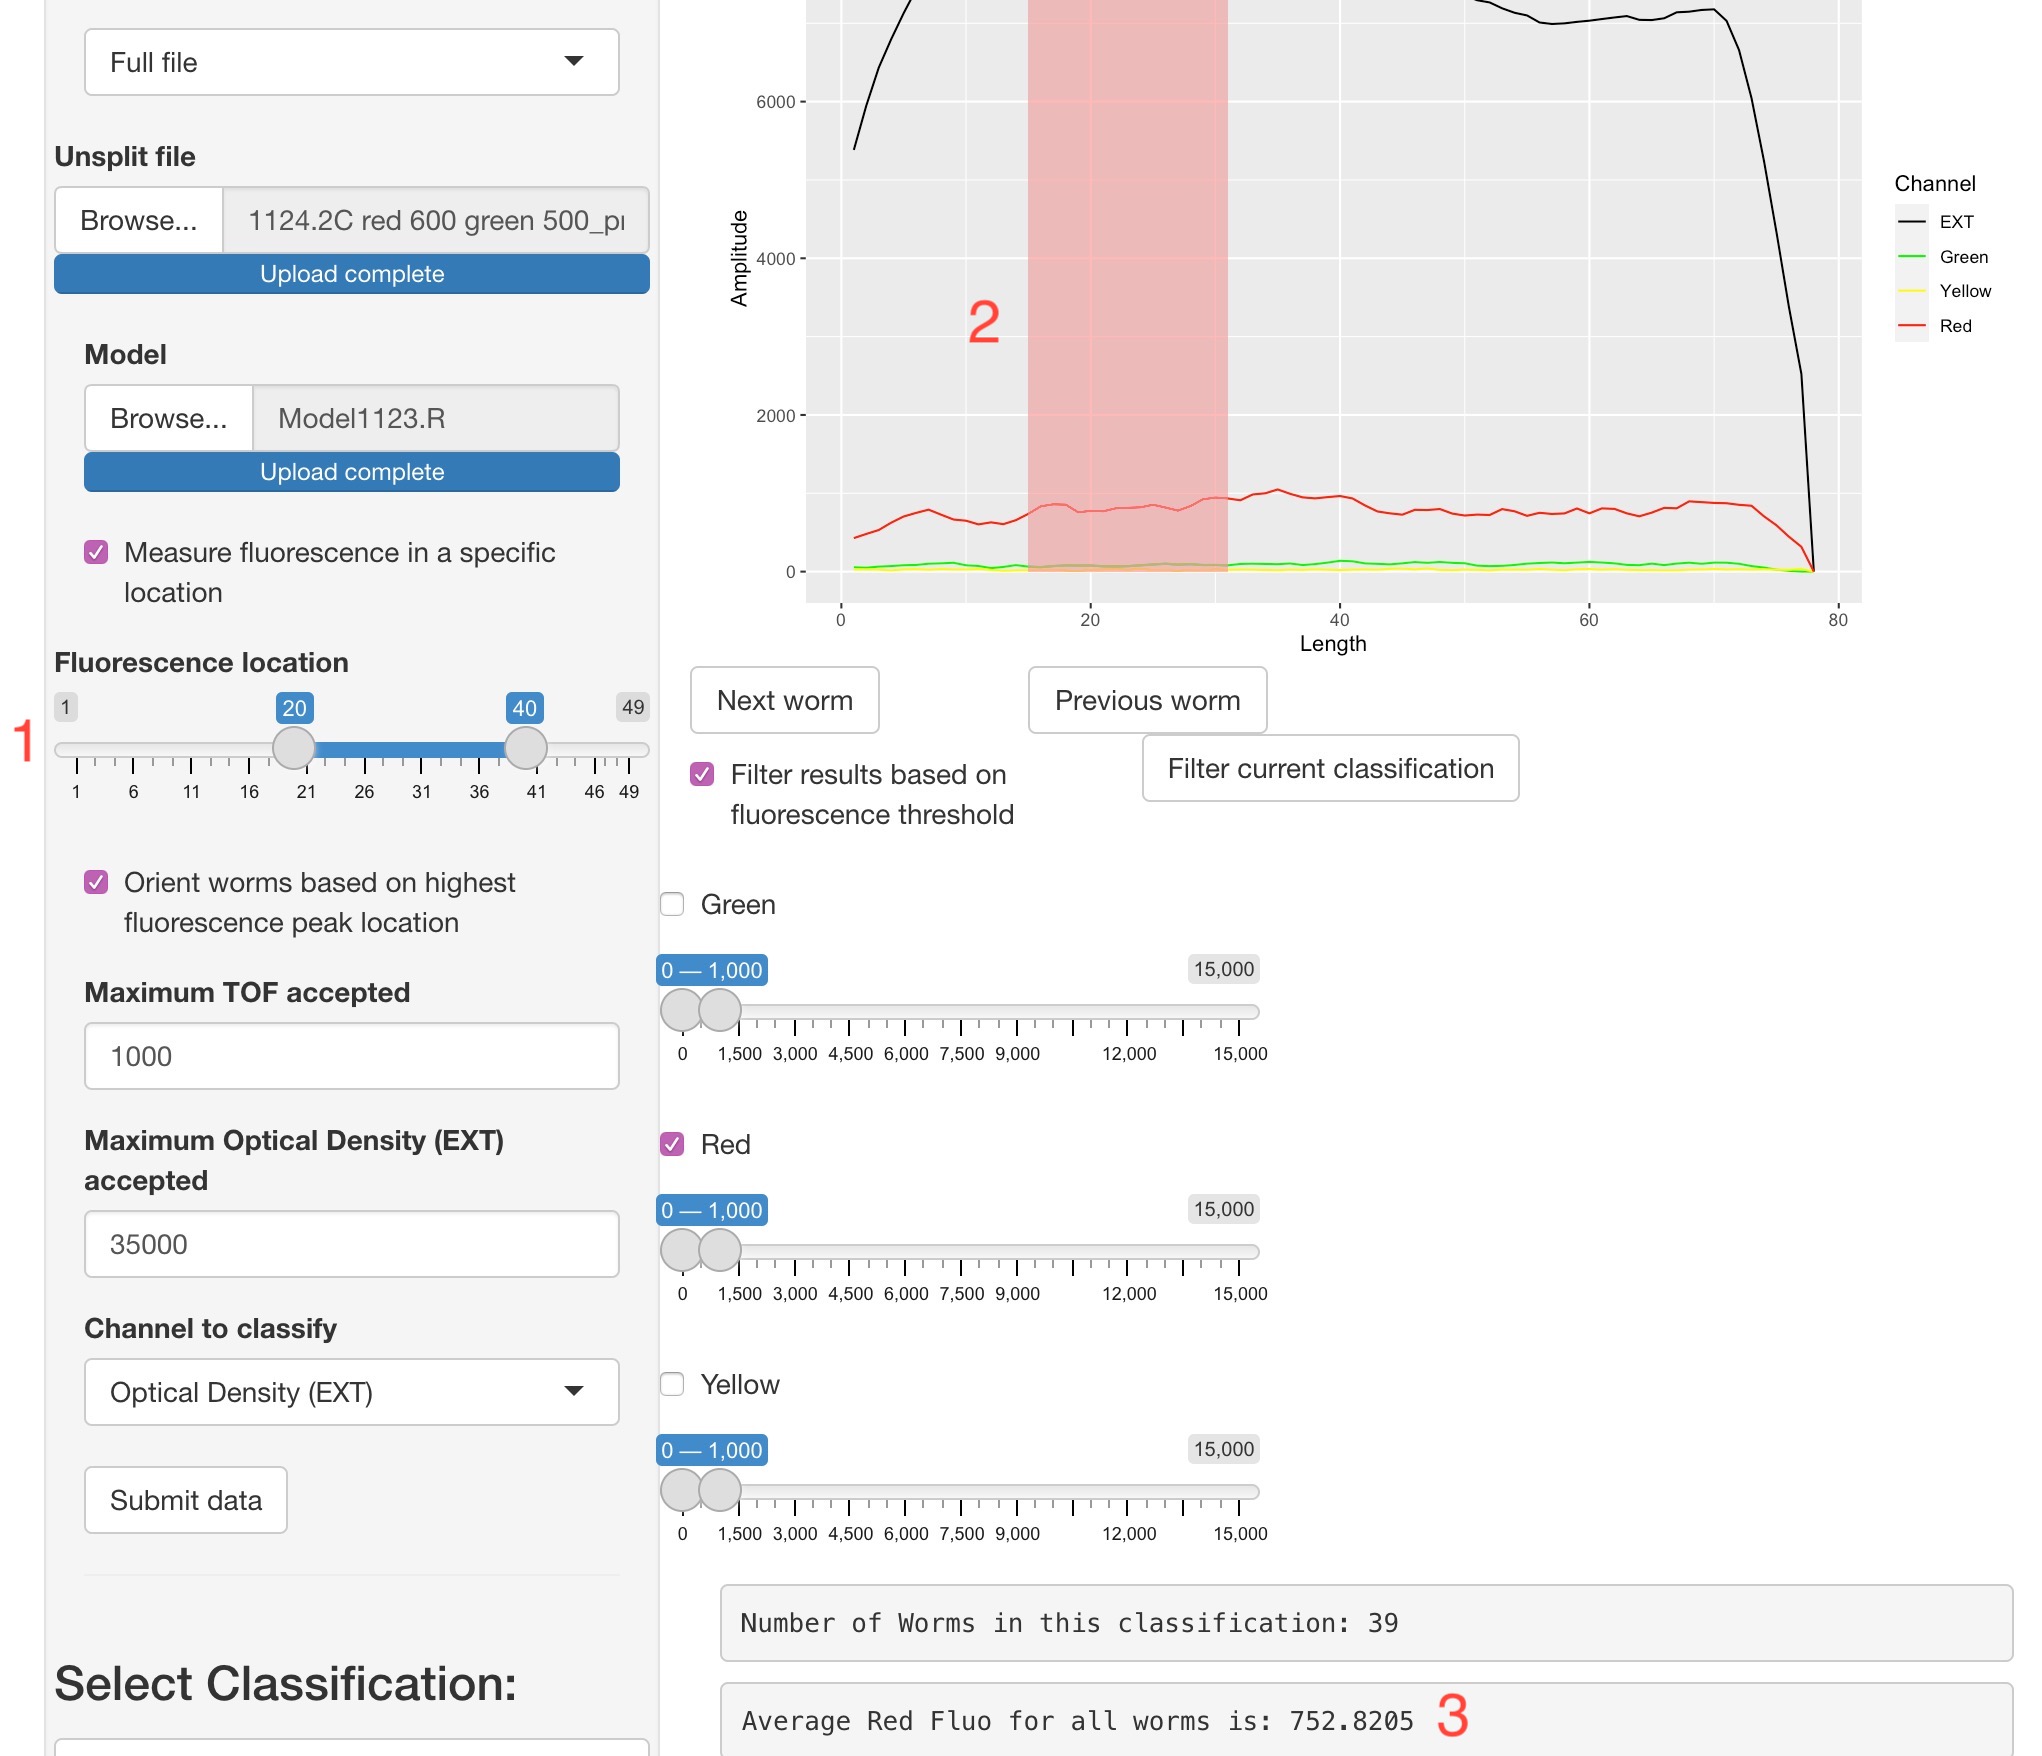 Full file
Unsplit file
Browse... 1124.2C red 600 green 500_pr
Upload complete
Model
Browse... Model1123.R
Upload complete
Measure fluorescence in a specific
location
Fluorescence location
1 20 40 49
1
1 6 11 16 21 26 31 36 41 46 49
Orient worms based on highest
fluorescence peak location
Maximum TOF accepted
1000
Maximum Optical Density (EXT)
accepted
35000
Channel to classify
Optical Density (EXT)
Submit data
Select Classification:
6000
4000
2000
0
Amplitude
2
0 20 40 60 80
Length
Channel
EXT
Green
Yellow
Red
Next worm
Previous worm
Filter results based on
fluorescence threshold
Filter current classification
Green
0 — 1,000 15,000
0 1,500 3,000 4,500 6,000 7,500 9,000 12,000 15,000
Red
0 — 1,000 15,000
0 1,500 3,000 4,500 6,000 7,500 9,000 12,000 15,000
Yellow
0 — 1,000 15,000
0 1,500 3,000 4,500 6,000 7,500 9,000 12,000 15,000
Number of Worms in this classification: 39
Average Red Fluo for all worms is: 752.8205
3